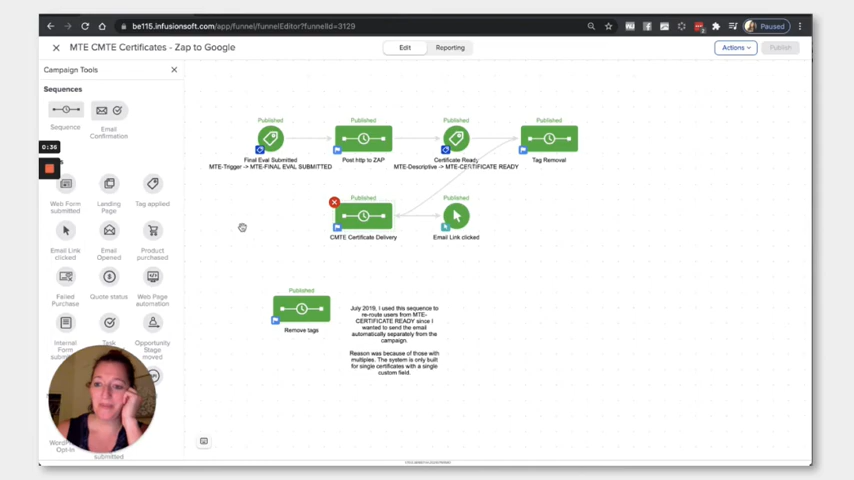 be115.infusionsoft.com/app/funnel/funnelEditor?funnelId=3129
Paused
MTE CMTE Certificates - Zap to Google
Edit
Reporting
Actions
Publish
Campaign Tools
Sequences
Sequence
Email
Confirmation
0:36
Web Form
submitted
Landing
Page
Tag applied
Email Link
clicked
Email
Opened
Product
purchased
Failed
Purchase
Quote status
Web Page
automation
Internal
Form
Task
Opportunity
Stage
moved
Opt-in
submitted
Published
Final Eval Submitted
MTE-Trigger -> MTE-FINAL EVAL SUBMITTED
Published
Post http to ZAP
Published
Certificate Ready
MTE-Descriptive -> MTE-CERTIFICATE READY
Published
Tag Removal
Published
CMTE Certificate Delivery
Published
Email Link clicked
Published
Remove tags
July 2019, I used this sequence to
re-route users from MTE-
CERTIFICATE READY since I
wanted to send the email
automatically separately from the
campaign.
Reason was because of those with
multiples. The system is only built
for single certificates with a single
custom field.